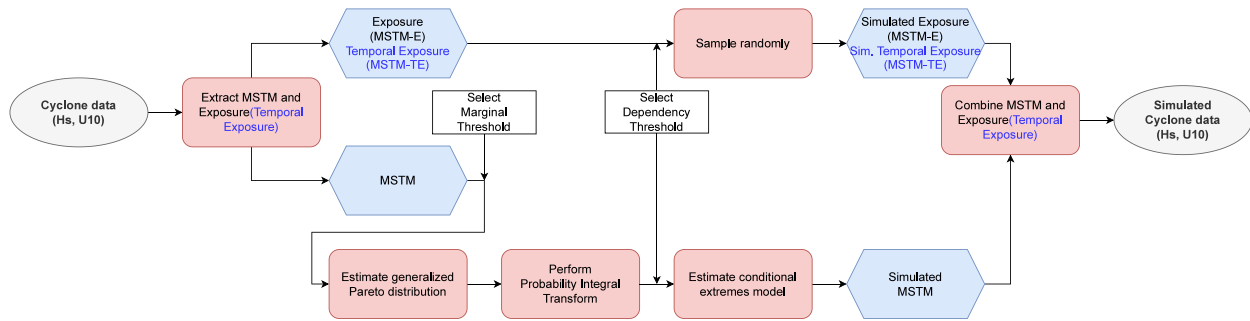 Cyclone data
(Hs, U10)
Extract MSTM and
Exposure(Temporal
Exposure)
Exposure
(MSTM-E)
Temporal Exposure
(MSTM-TE)
MSTM
Select
Marginal
Threshold
Select
Dependency
Threshold
Sample randomly
Simulated Exposure
(MSTM-E)
Sim. Temporal Exposure
(MSTM-TE)
Combine MSTM and
Exposure(Temporal
Exposure)
Simulated
Cyclone data
(Hs, U10)
Estimate generalized
Pareto distribution
Perform
Probability Integral
Transform
Estimate conditional
extremes model
Simulated
MSTM